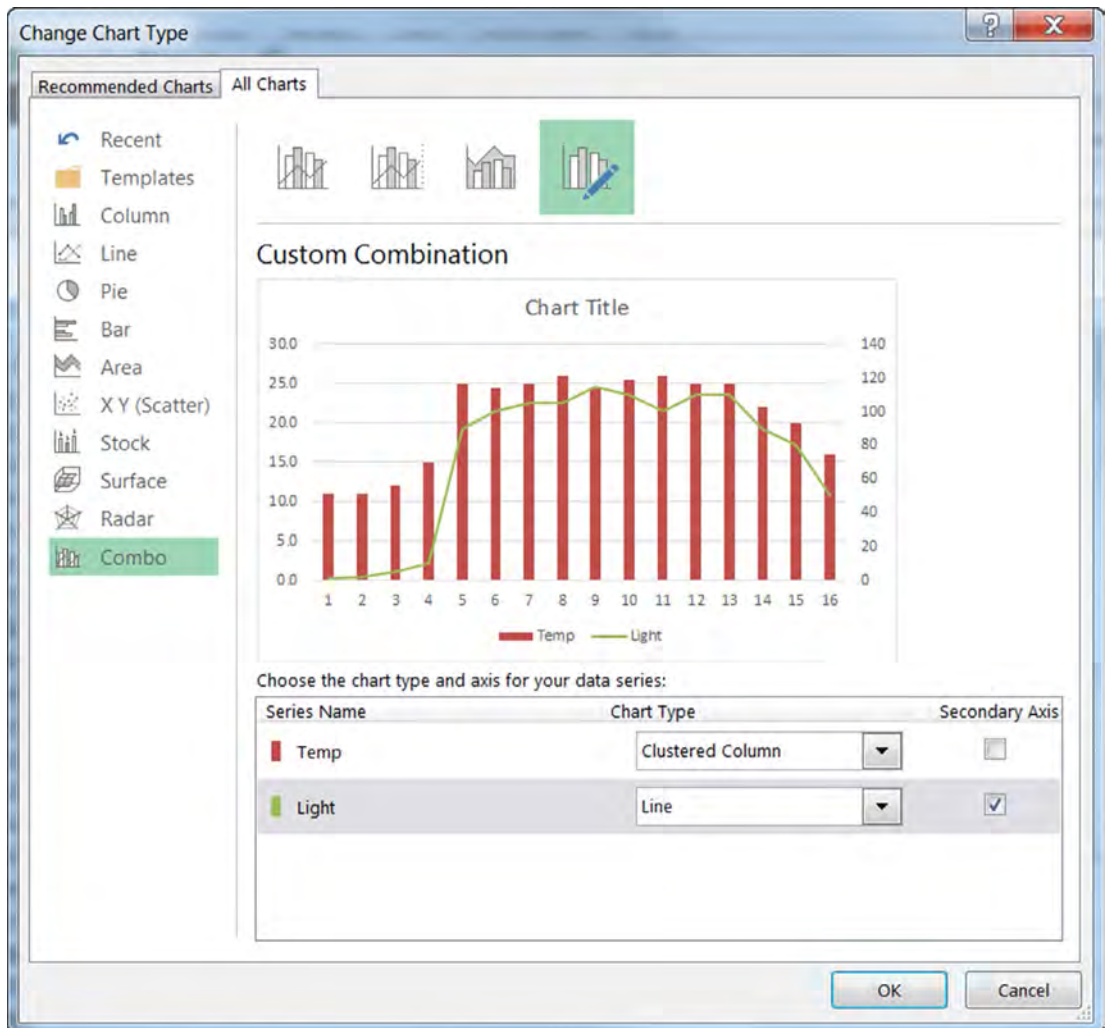 Change Chart Type
?
X
Recommended Charts
All Charts
Recent
Templates
Column
Line
Pie
Bar
Area
X Y (Scatter)
Stock
Surface
Radar
Combo
Custom Combination
Chart Title
30.0
25.0
20.0
15.0
10.0
5.0
0.0
140
120
100
80
60
40
20
0
1 2 3 4 5 6 7 8 9 10 11 12 13 14 15 16
Temp Light
Choose the chart type and axis for your data series:
Series Name Chart Type Secondary Axis
Temp Clustered Column
Light Line
OK Cancel